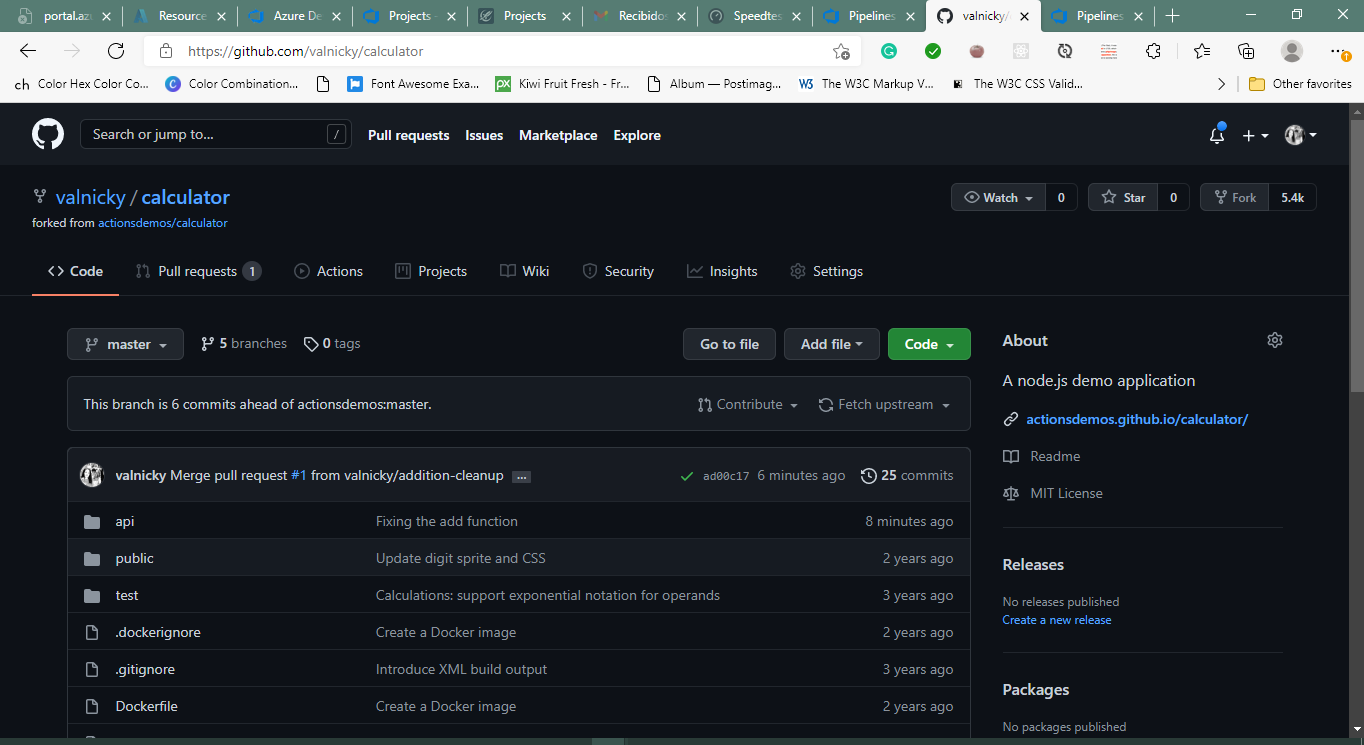 portal.azu Resource Azure De Projects - Projects Recibidos Speedtes Pipelines valnicky/c Pipelines
https://github.com/valnicky/calculator
ch Color Hex Color Co... C Color Combination... Font Awesome Exa... px Kiwi Fruit Fresh - Fr... Album — Postimag... W3 The W3C Markup V... The W3C CSS Valid... Other favorites
Search or jump to... / Pull requests Issues Marketplace Explore
valnicky / calculator Watch 0 Star 0 Fork 5.4k
forked from actionsdemos/calculator
Code Pull requests 1 Actions Projects Wiki Security Insights Settings
master 5 branches 0 tags Go to file Add file Code
About
A node.js demo application
actionsdemos.github.io/calculator/
Readme
MIT License
This branch is 6 commits ahead of actionsdemos:master. Contribute Fetch upstream
valnicky Merge pull request #1 from valnicky/addition-cleanup ... ad00c17 6 minutes ago 25 commits
api Fixing the add function 8 minutes ago
public Update digit sprite and CSS 2 years ago
test Calculations: support exponential notation for operands 3 years ago
.dockerignore Create a Docker image 2 years ago
.gitignore Introduce XML build output 3 years ago
Dockerfile Create a Docker image 2 years ago
Releases
No releases published
Create a new release
Packages
No packages published